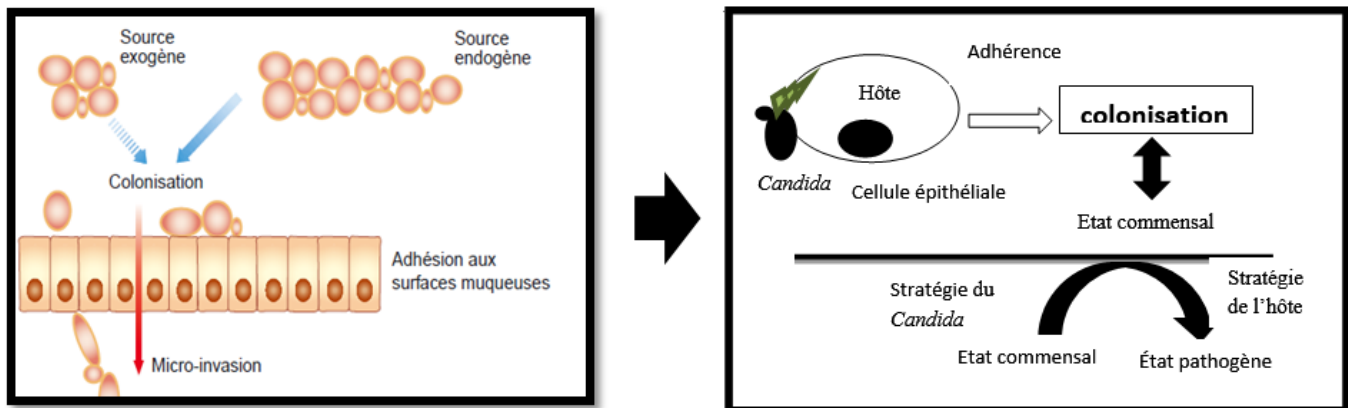 Source
exogène
Source
endogène
Colonisation
Adhésion aux
surfaces muqueuses
Micro-invasion
Adhérence
Hôte
colonisation
Candida
Cellule épithéliale
Etat commensal
Stratégie du
Candida
Stratégie
de l'hôte
Etat commensal
État pathogène